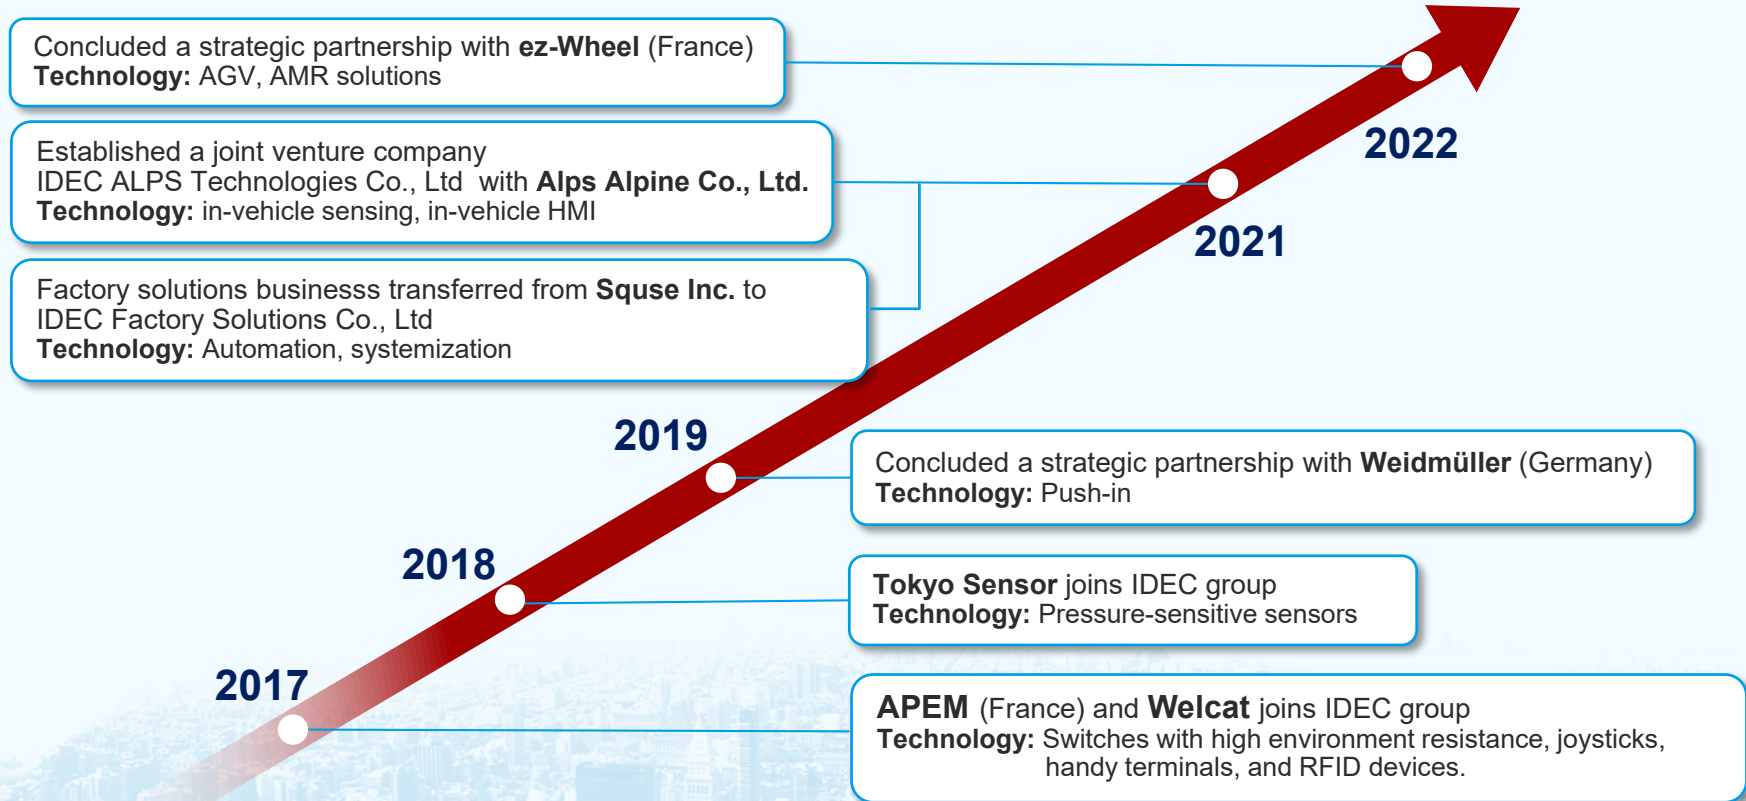 Concluded a strategic partnership with ez-Wheel (France)
Technology: AGV, AMR solutions
2022
Established a joint venture company
IDEC ALPS Technologies Co., Ltd with Alps Alpine Co., Ltd.
Technology: in-vehicle sensing, in-vehicle HMI
2021
Factory solutions businesss transferred from Squse Inc. to
IDEC Factory Solutions Co., Ltd
Technology: Automation, systemization
2019
Concluded a strategic partnership with Weidmüller (Germany)
Technology: Push-in
2018
Tokyo Sensor joins IDEC group
Technology: Pressure-sensitive sensors
2017
APEM (France) and Welcat joins IDEC group
Technology: Switches with high environment resistance, joysticks,
handy terminals, and RFID devices.